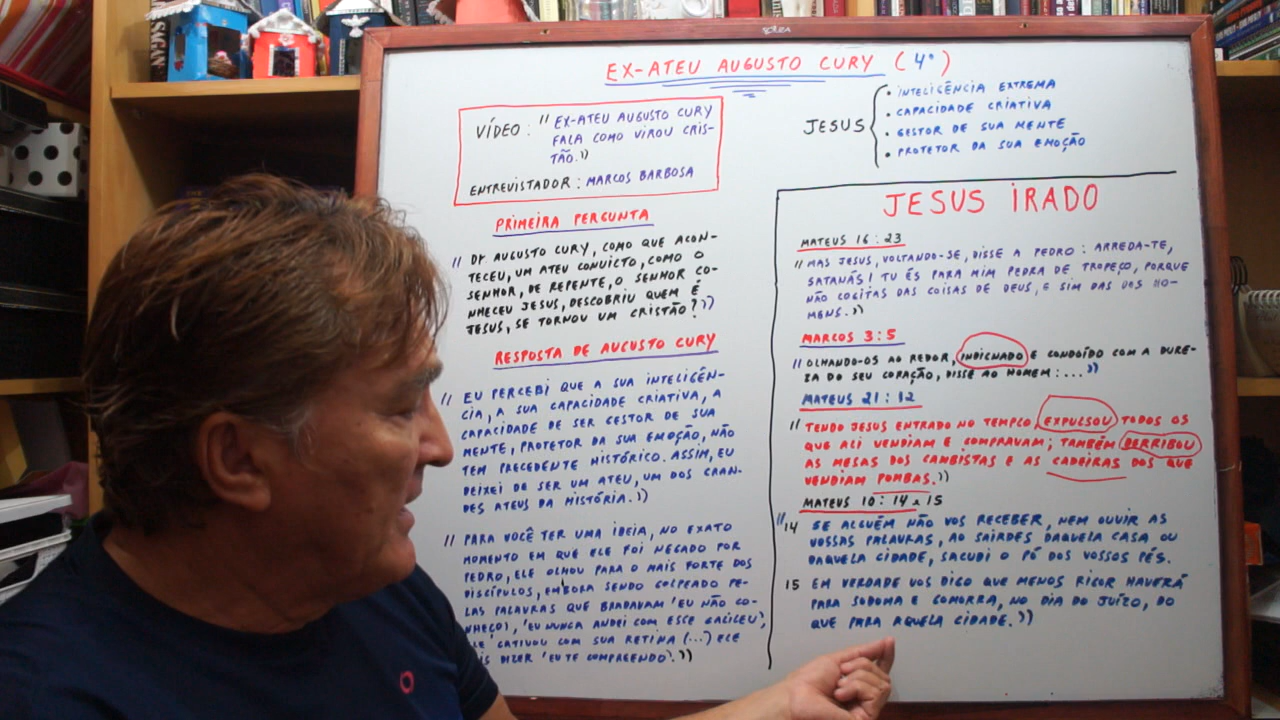 SAGAN
EX-ATEU AUGUSTO CURY (4º)
VÍDEO: "EX-ATEU AUGUSTO CURY
FALA COMO VIROU CRIS-
TÃO."
ENTREVISTADOR: MARCOS BARBOSA
PRIMEIRA PERGUNTA
"DR. AUGUSTO CURY, COMO QUE ACON-
TECEU, UM ATEU CONVICTO, COMO O
SENHOR, DE REPENTE, O SENHOR CO-
NHECEU JESUS, DESCOBRIU QUEM É
JESUS, SE TORNOU UM CRISTÃO?"
RESPOSTA DE AUGUSTO CURY
"EU PERCEBI QUE A SUA INTELIGÊN-
CIA, A SUA CAPACIDADE CRIATIVA, A
CAPACIDADE DE SER GESTOR DE SUA
MENTE, PROTETOR DA SUA EMOÇÃO, NÃO
TEM PRECEDENTE HISTÓRICO. ASSIM, EU
DEIXEI DE SER UM ATEU, UM DOS GRAN-
DES ATEUS DA HISTÓRIA."
"PARA VOCÊ TER UMA IDEIA, NO EXATO
MOMENTO EM QUE ELE FOI NEGADO POR
PEDRO, ELE OLHOU PARA O MAIS FORTE DOS
DISCÍPULOS, EMBORA SENDO GOLPEADO PE-
LAS PALAVRAS QUE BRADAVAM 'EU NÃO CO-
NHEÇO', 'EU NUNCA ANDEI COM ESSE GALILEU',
'CATIVOU COM SUA RETINA (...) ELE
DIZER 'EU TE COMPREENDO'."
JESUS
• INTELIGÊNCIA EXTREMA
• CAPACIDADE CRIATIVA
• GESTOR DE SUA MENTE
• PROTETOR DA SUA EMOÇÃO
JESUS IRADO
MATEUS 16:23
"MAS JESUS, VOLTANDO-SE, DISSE A PEDRO: ARREDA-TE,
SATANÁS! TU ÉS PARA MIM PEDRA DE TROPEÇO, PORQUE
NÃO COGITAS DAS COISAS DE DEUS, E SIM DAS DOS HO-
MENS."
MARCOS 3:5
"OLHANDO-OS AO REDOR, INDIGNADO E CONDOÍDO COM A DURE-
ZA DO SEU CORAÇÃO, DISSE AO HOMEM:..."
MATEUS 21:12
"TENDO JESUS ENTRADO NO TEMPLO, EXPULSOU TODOS OS
QUE ALI VENDIAM E COMPRAVAM; TAMBÉM DERRIBOU
AS MESAS DOS CAMBISTAS E AS CADEIRAS DOS QUE
VENDIAM POMBAS."
MATEUS 10:14 e 15
"14 SE ALGUÉM NÃO VOS RECEBER, NEM OUVIR AS
VOSSAS PALAVRAS, AO SAIRDES DAQUELA CASA OU
DAQUELA CIDADE, SACUDI O PÓ DOS VOSSOS PÉS.
15 EM VERDADE VOS DIGO QUE MENOS RIGOR HAVERÁ
PARA SODOMA E GOMORRA, NO DIA DO JUÍZO, DO
QUE PARA AQUELA CIDADE."